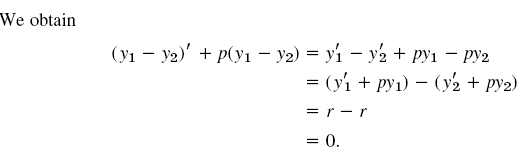 We obtain
(y₁ − y₂)′ + p(y₁ − y₂) = y₁′ − y₂′ + py₁ − py₂
= (y₁′ + py₁) − (y₂′ + py₂)
= r − r
= 0.